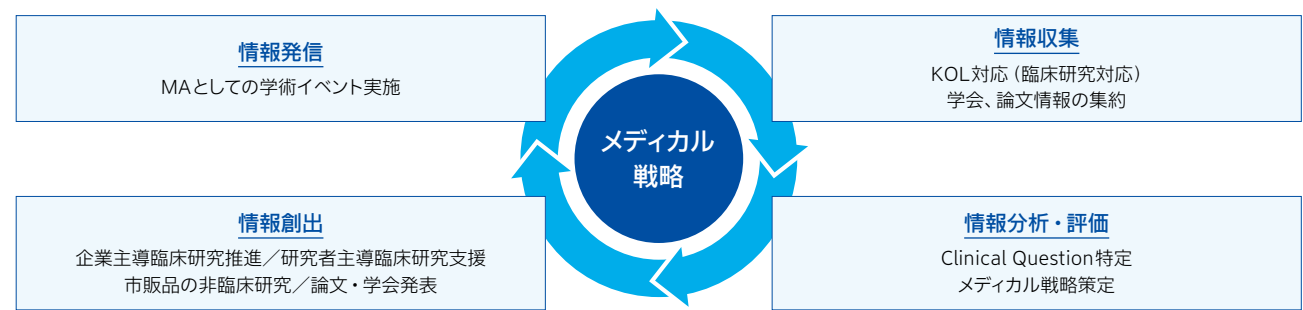 情報発信
MAとしての学術イベント実施
情報収集
KOL対応（臨床研究対応）
学会、論文情報の集約
メディカル
戦略
情報創出
企業主導臨床研究推進／研究者主導臨床研究支援
市販品の非臨床研究／論文・学会発表
情報分析・評価
Clinical Question特定
メディカル戦略策定